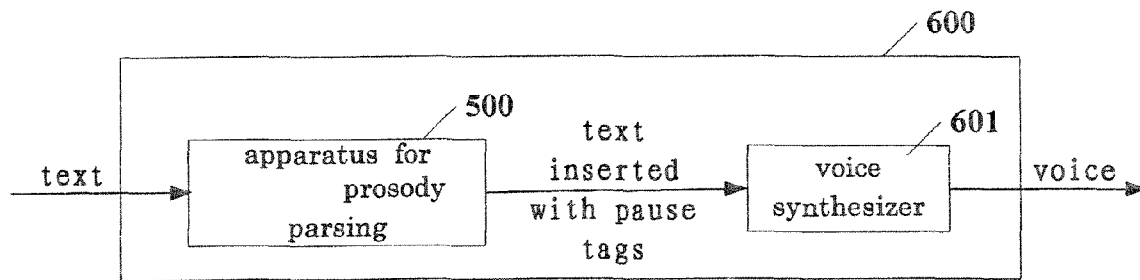 600
500
601
text
apparatus for
prosody
parsing
text
inserted
with pause
tags
voice
synthesizer
voice